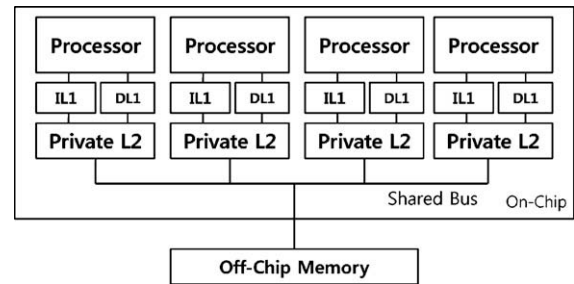 Processor Processor Processor Processor
IL1 DL1 IL1 DL1 IL1 DL1 IL1 DL1
Private L2 Private L2 Private L2 Private L2
Shared Bus On-Chip
Off-Chip Memory